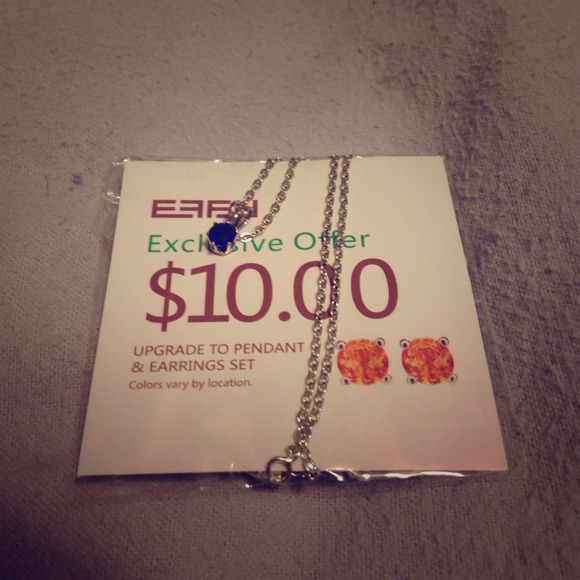 EFFY
Exclusive Offer
$10.00
UPGRADE TO PENDANT
& EARRINGS SET
Colors vary by location.